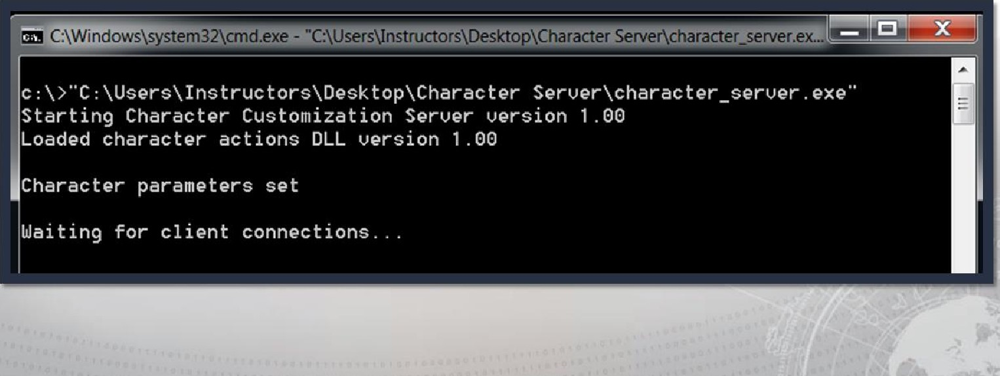 C:\Windows\system32\cmd.exe - "C:\Users\Instructors\Desktop\Character Server\character_server.ex...
c:\>"C:\Users\Instructors\Desktop\Character Server\character_server.exe"
Starting Character Customization Server version 1.00
Loaded character actions DLL version 1.00
Character parameters set
Waiting for client connections...